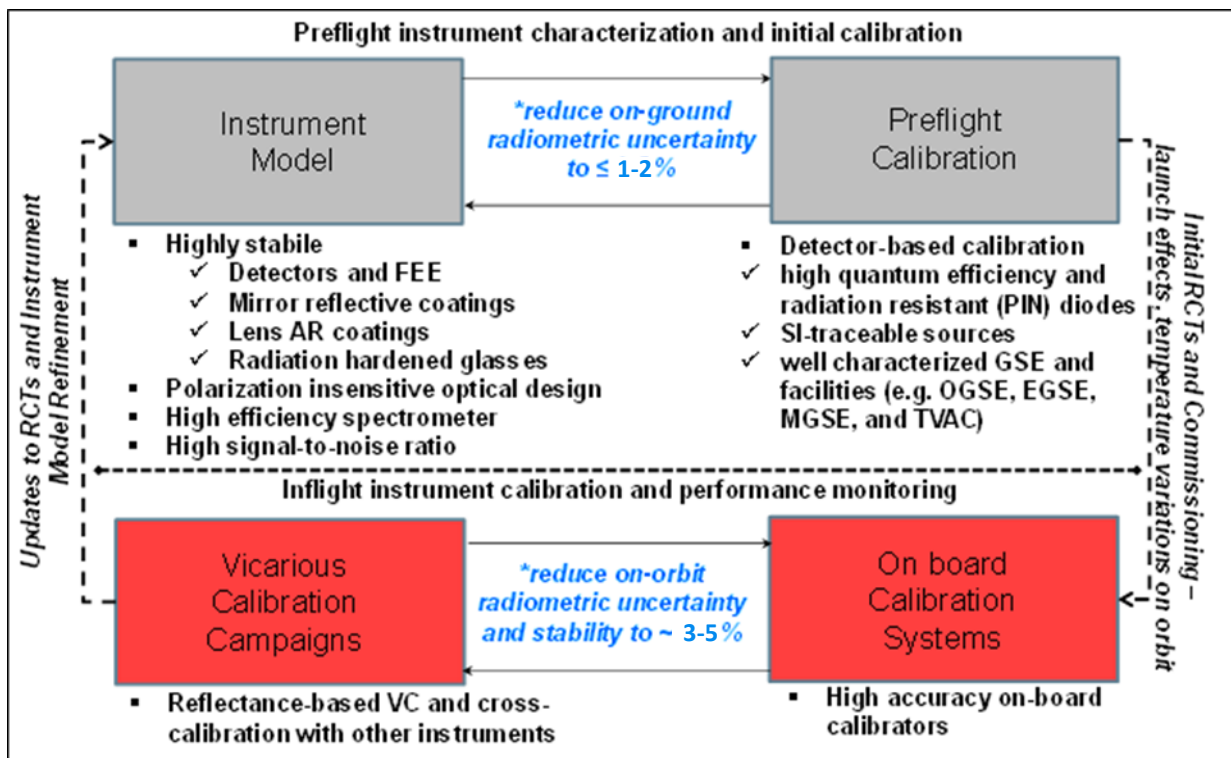 Preflight instrument characterization and initial calibration
Instrument
Model
*reduce on-ground
radiometric uncertainty
to ≤ 1-2%
Preflight
Calibration
▪ Highly stabile
✓ Detectors and FEE
✓ Mirror reflective coatings
✓ Lens AR coatings
✓ Radiation hardened glasses
▪ Polarization insensitive optical design
▪ High efficiency spectrometer
▪ High signal-to-noise ratio
▪ Detector-based calibration
✓ high quantum efficiency and
radiation resistant (PIN) diodes
✓ SI-traceable sources
✓ well characterized GSE and
facilities (e.g. OGSE, EGSE,
MGSE, and TVAC)
Updates to RCTs and Instrument
Model Refinement
Initial RCTs and Commissioning –
launch effects, temperature variations on orbit
Inflight instrument calibration and performance monitoring
Vicarious
Calibration
Campaigns
*reduce on-orbit
radiometric uncertainty
and stability to ~ 3-5%
On board
Calibration
Systems
▪ Reflectance-based VC and cross-
calibration with other instruments
▪ High accuracy on-board
calibrators